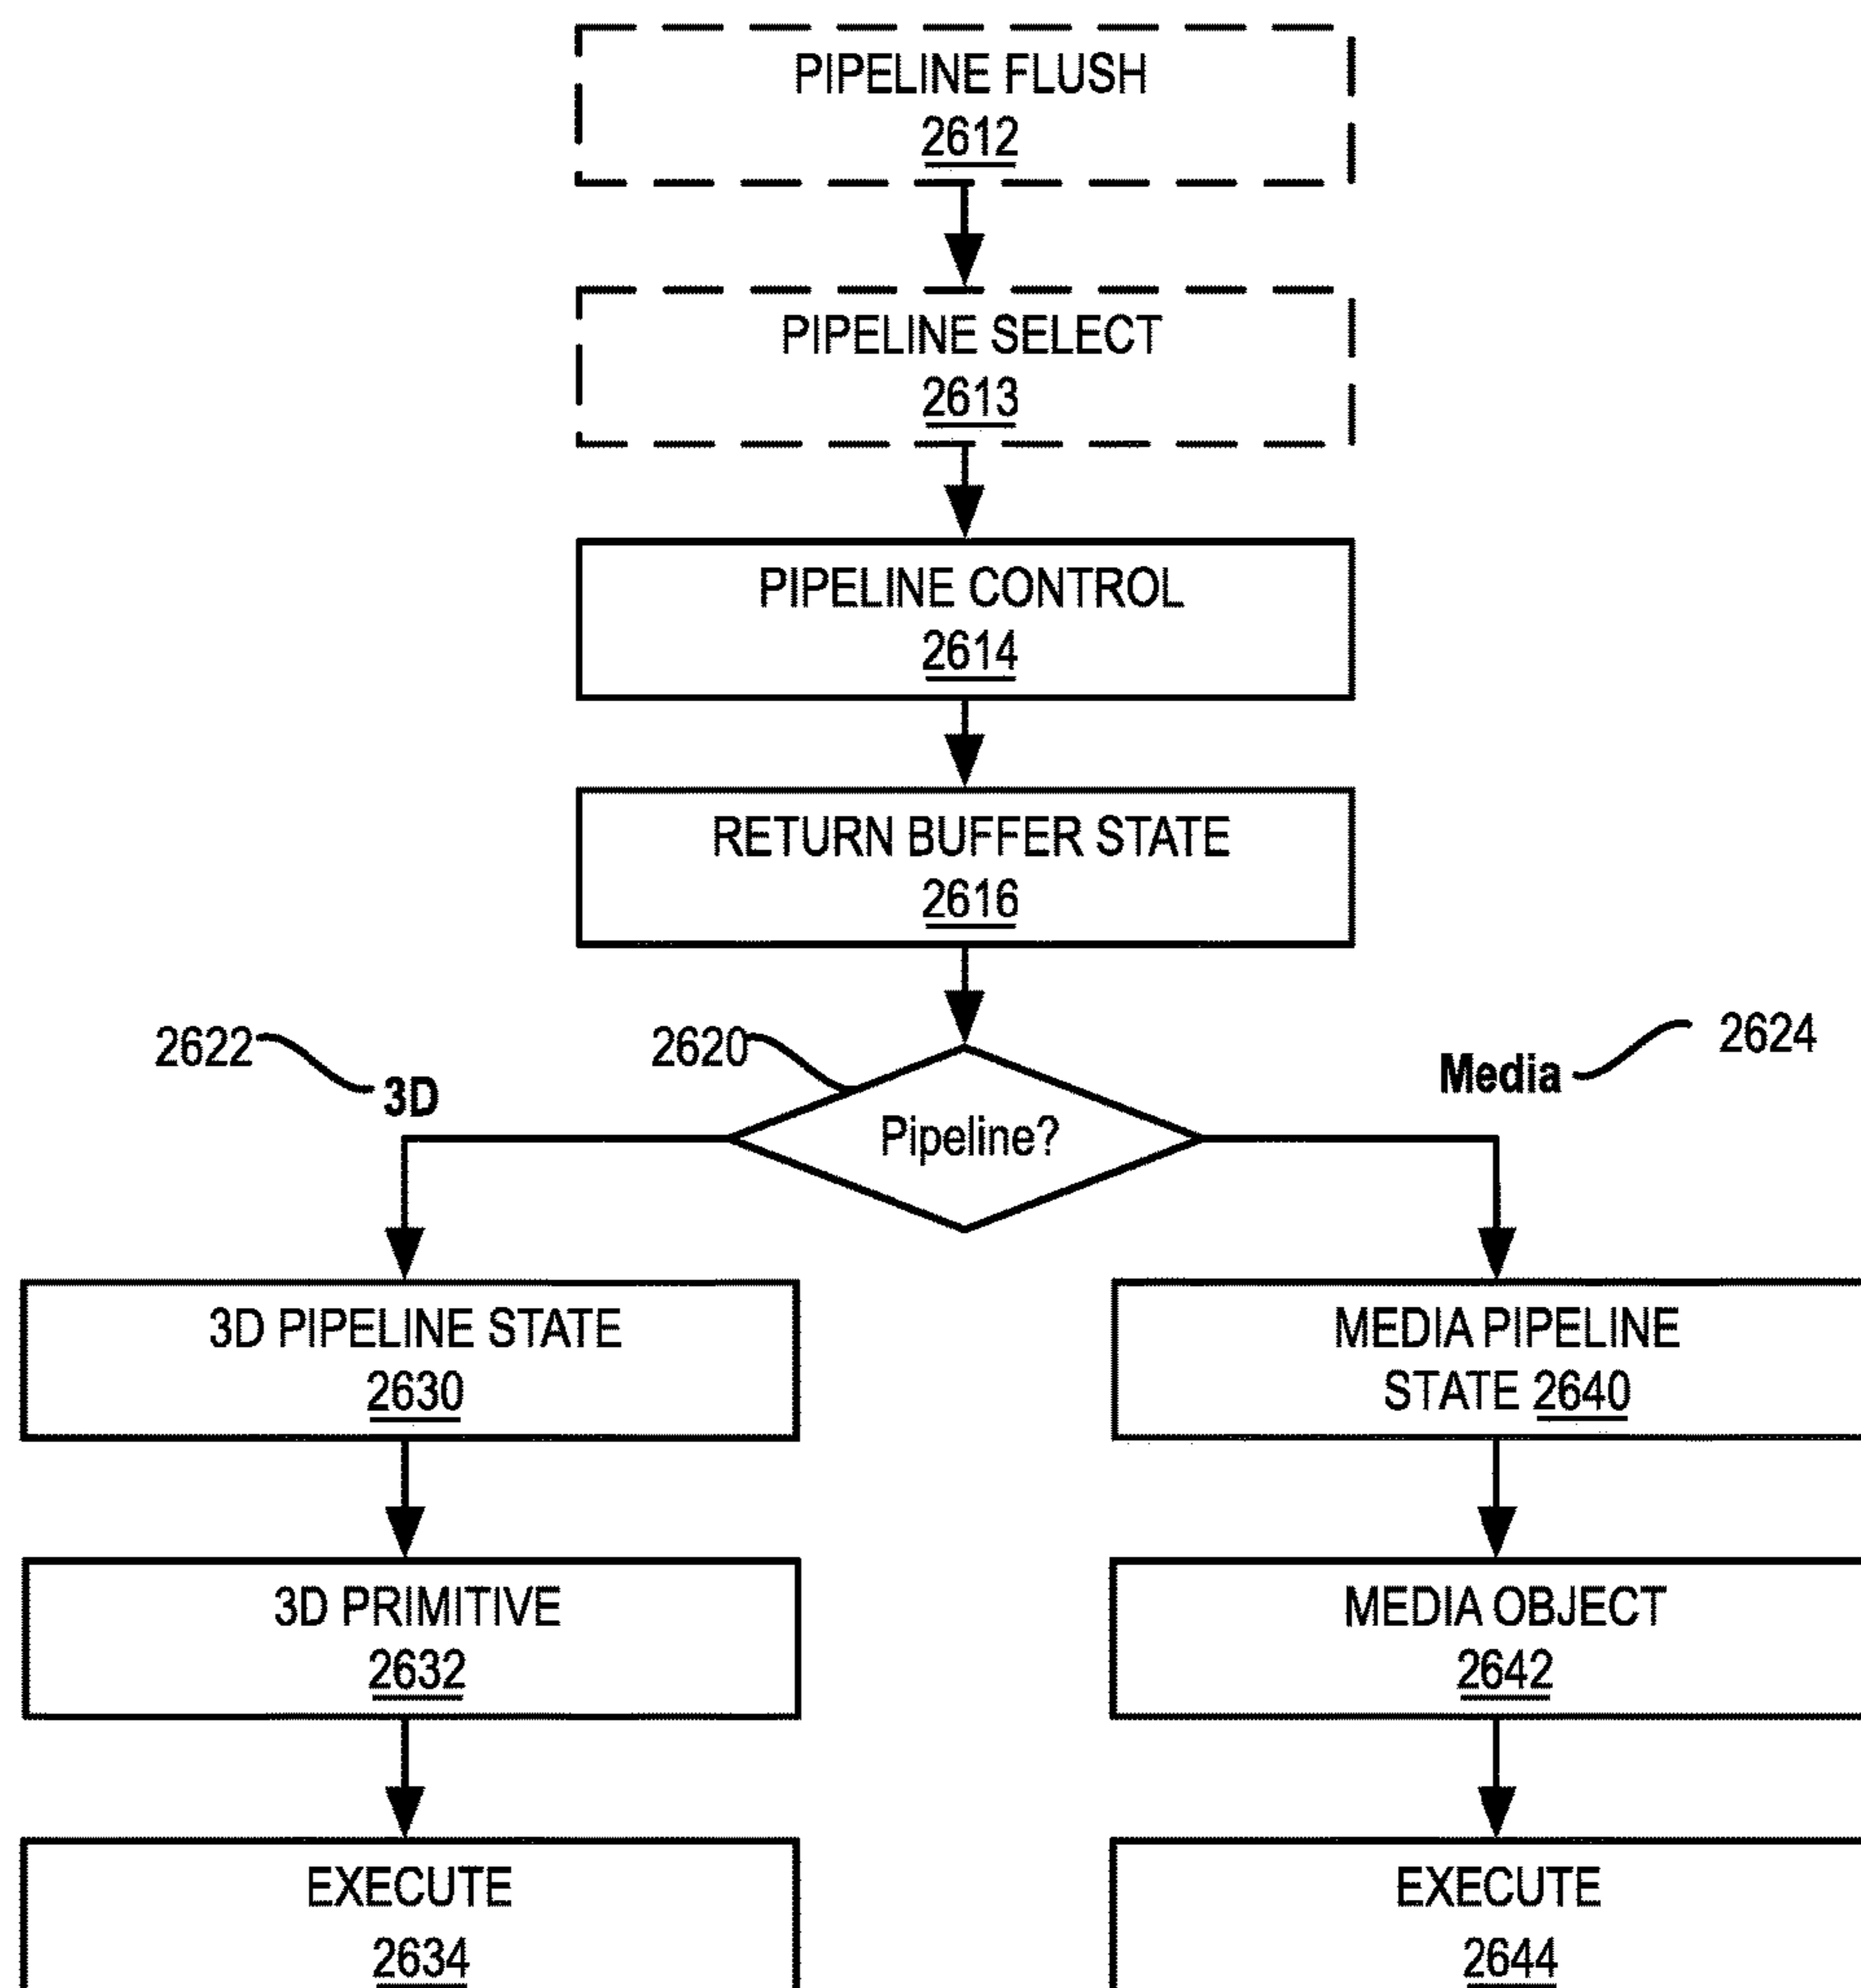 PIPELINE FLUSH
2612
PIPELINE SELECT
2613
PIPELINE CONTROL
2614
RETURN BUFFER STATE
2616
2622
3D
2620
Pipeline?
Media
2624
3D PIPELINE STATE
2630
MEDIA PIPELINE
STATE 2640
3D PRIMITIVE
2632
MEDIA OBJECT
2642
EXECUTE
2634
EXECUTE
2644